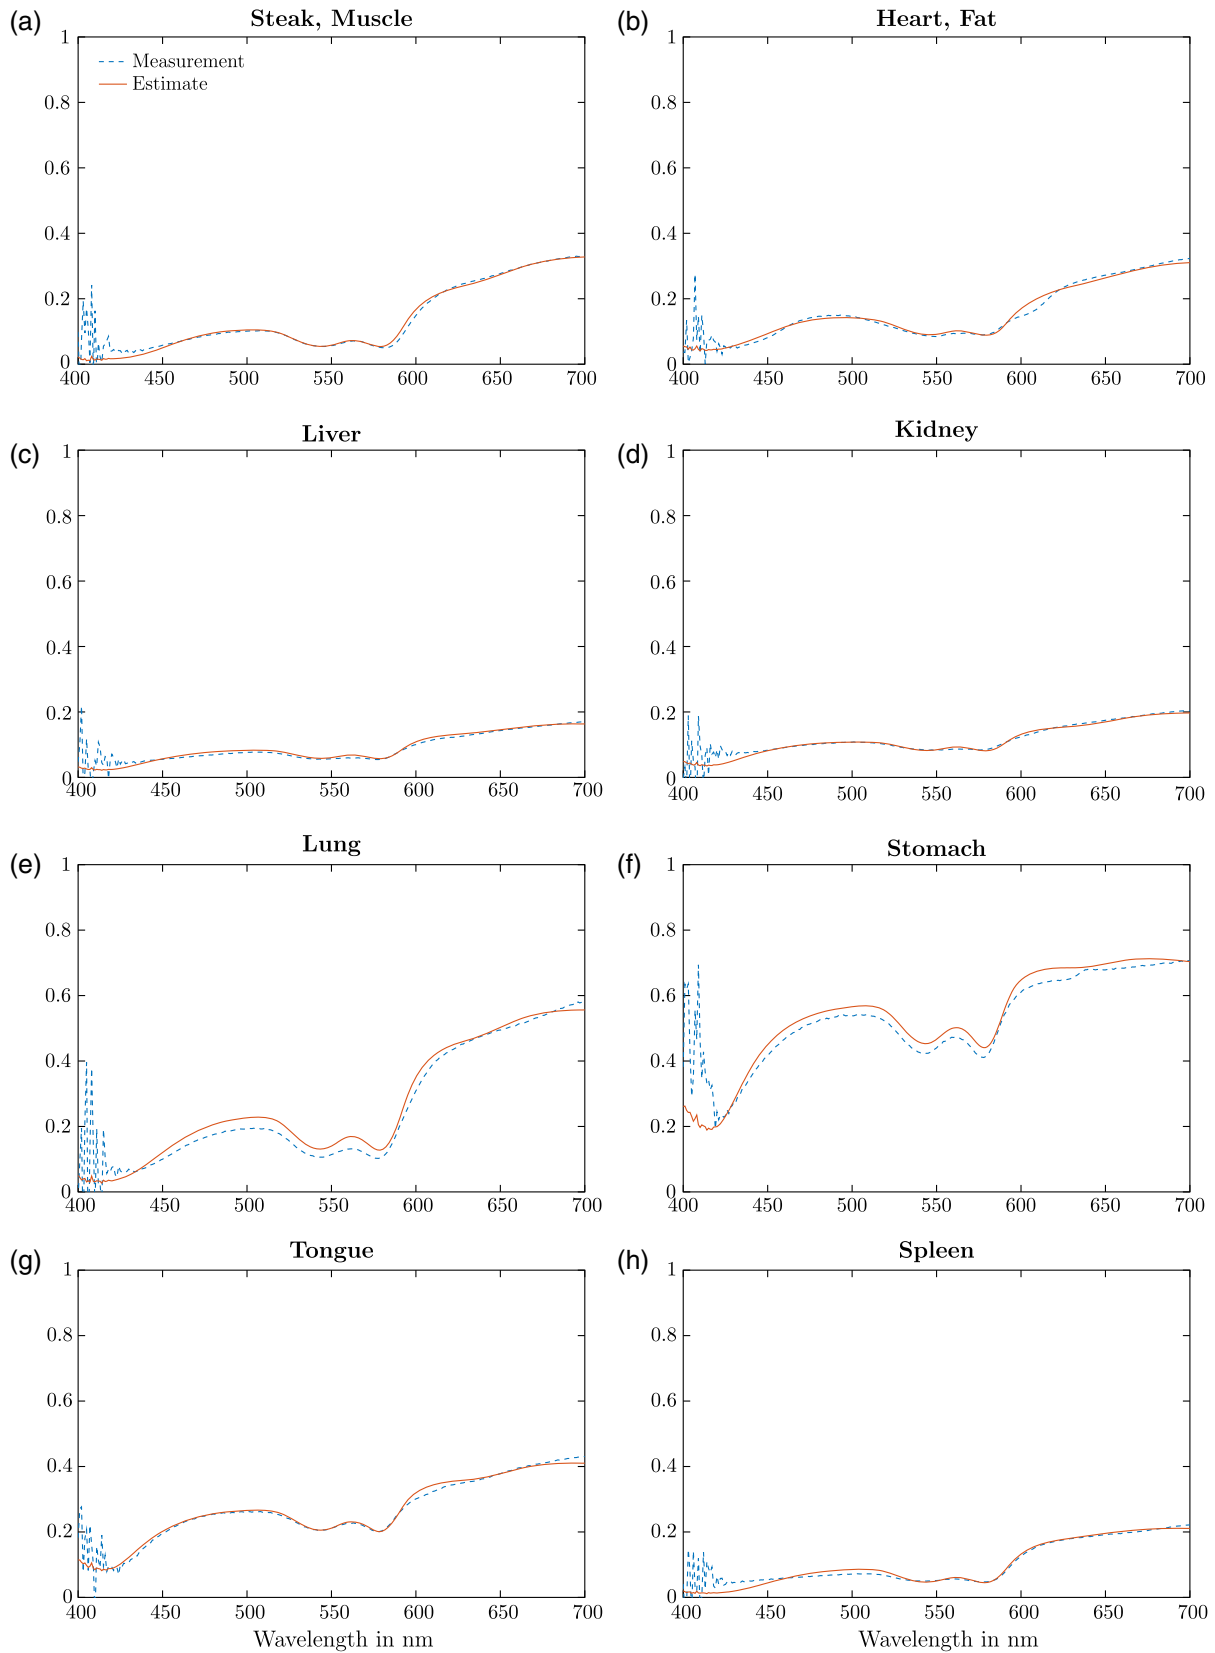 (a) Steak, Muscle
1
0.8
0.6
0.4
0.2
0
400 450 500 550 600 650 700
Measurement
Estimate
(b) Heart, Fat
1
0.8
0.6
0.4
0.2
0
400 450 500 550 600 650 700
(c) Liver
1
0.8
0.6
0.4
0.2
0
400 450 500 550 600 650 700
(d) Kidney
1
0.8
0.6
0.4
0.2
0
400 450 500 550 600 650 700
(e) Lung
1
0.8
0.6
0.4
0.2
0
400 450 500 550 600 650 700
(f) Stomach
1
0.8
0.6
0.4
0.2
0
400 450 500 550 600 650 700
(g) Tongue
1
0.8
0.6
0.4
0.2
0
400 450 500 550 600 650 700
Wavelength in nm
(h) Spleen
1
0.8
0.6
0.4
0.2
0
400 450 500 550 600 650 700
Wavelength in nm